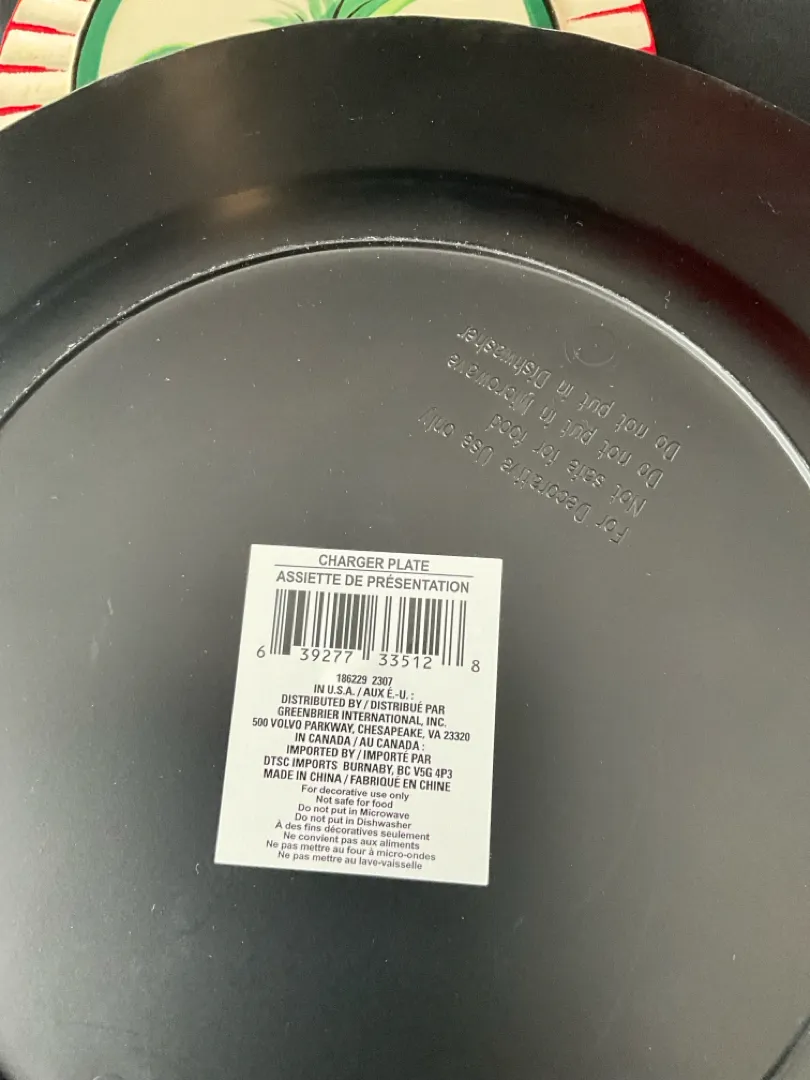 For Decorative Use only
Not safe for food
Do not put in Microwave
Do not put in Dishwasher
CHARGER PLATE
ASSIETTE DE PRÉSENTATION
6 39277 33512 8
186229 2307
IN U.S.A. / AUX É.-U. :
DISTRIBUTED BY / DISTRIBUÉ PAR
GREENBRIER INTERNATIONAL, INC.
500 VOLVO PARKWAY, CHESAPEAKE, VA 23320
IN CANADA / AU CANADA :
IMPORTED BY / IMPORTÉ PAR
DTSC IMPORTS BURNABY, BC V5G 4P3
MADE IN CHINA / FABRIQUÉ EN CHINE
For decorative use only
Not safe for food
Do not put in Microwave
Do not put in Dishwasher
À des fins décoratives seulement
Ne convient pas aux aliments
Ne pas mettre au four à micro-ondes
Ne pas mettre au lave-vaisselle